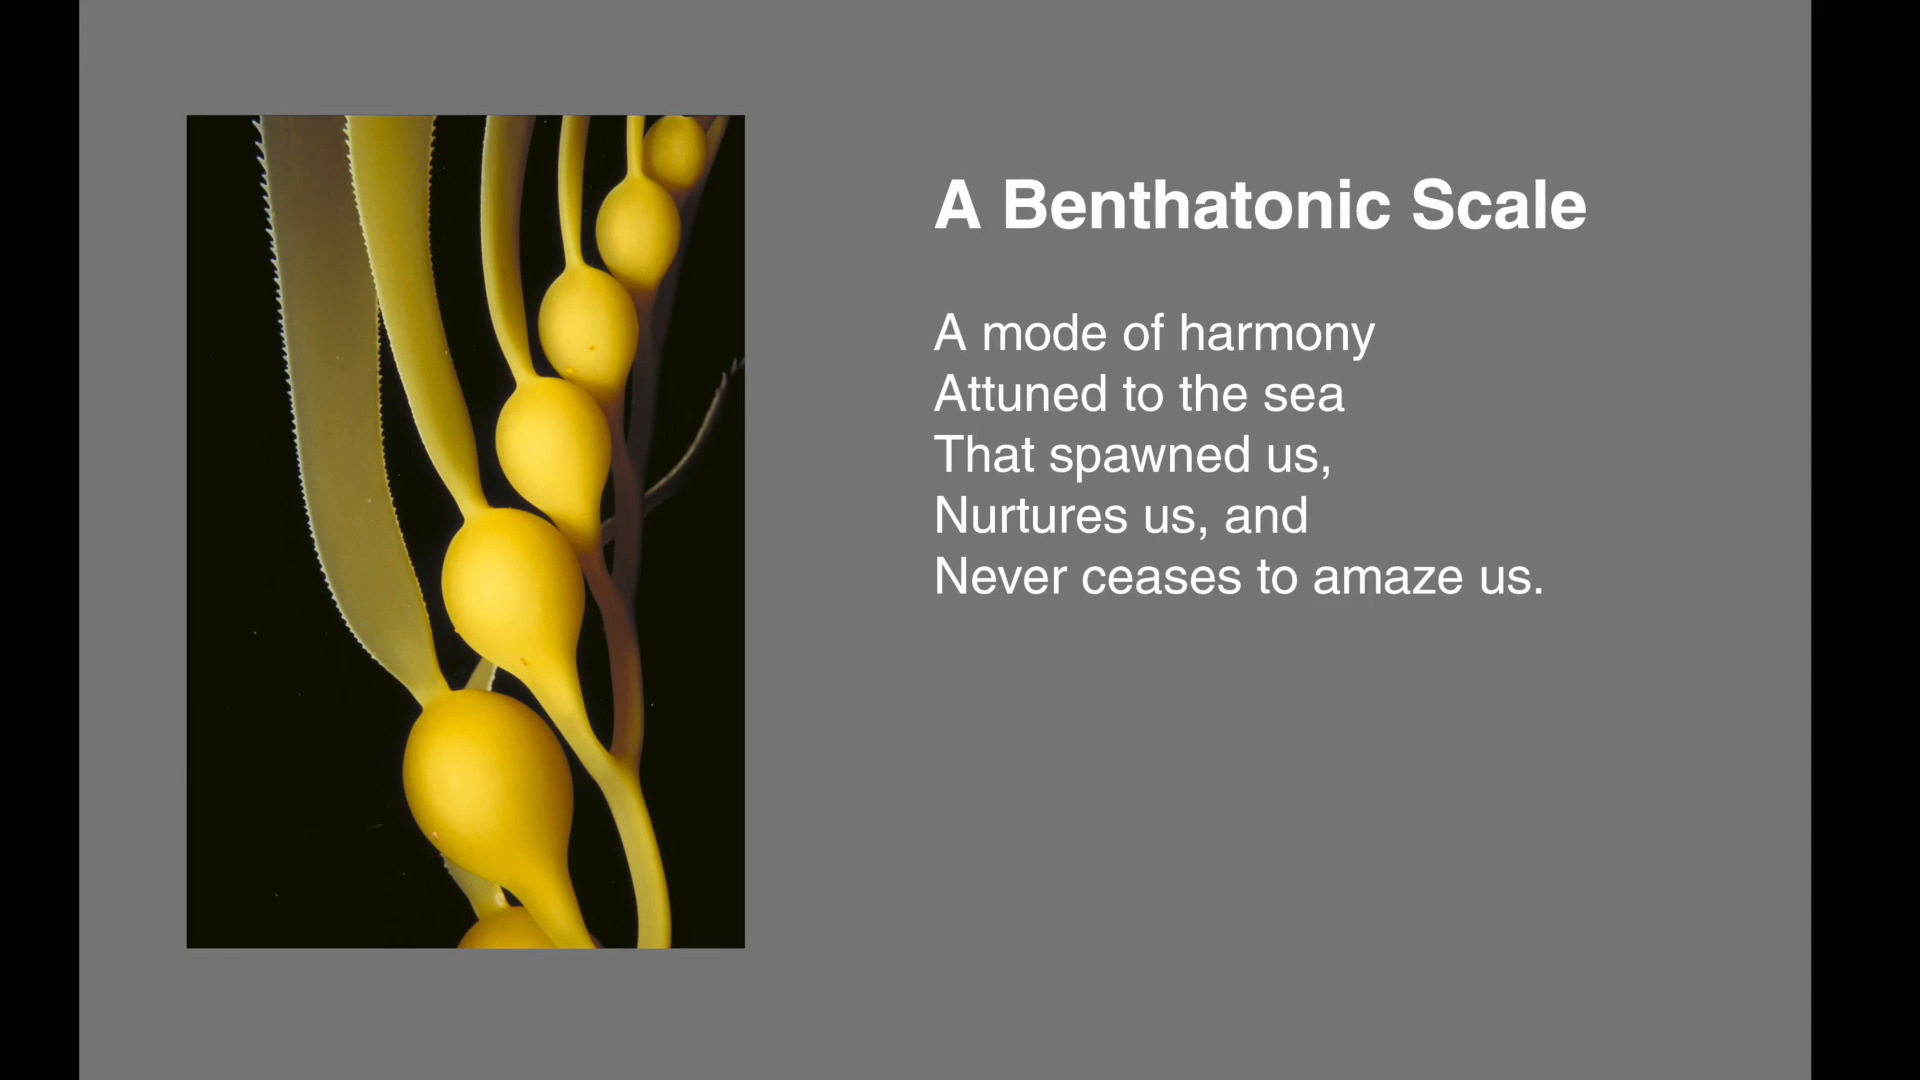 A Benthatonic Scale
A mode of harmony
Attuned to the sea
That spawned us,
Nurtures us, and
Never ceases to amaze us.